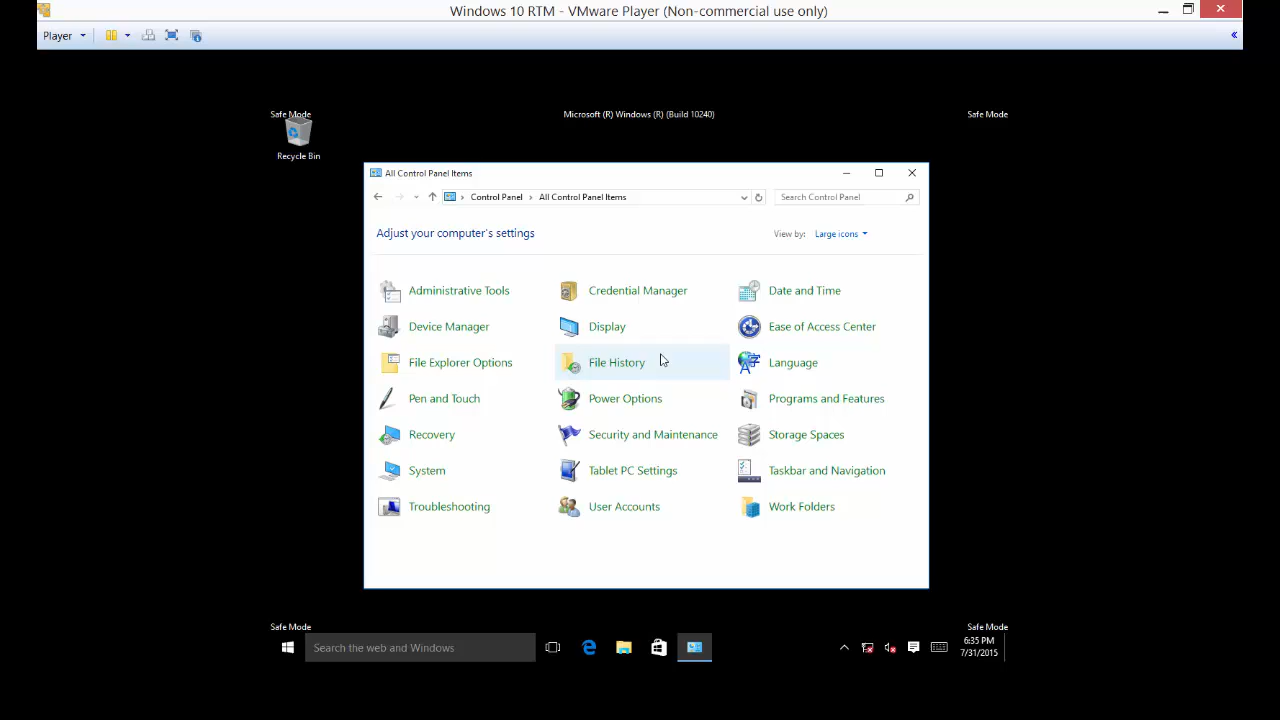 Windows 10 RTM - VMware Player (Non-commercial use only)
Player
Safe Mode
Microsoft (R) Windows (R) (Build 10240)
Safe Mode
Recycle Bin
All Control Panel Items
Control Panel
All Control Panel Items
Search Control Panel
Adjust your computer's settings
View by:
Large icons
Administrative Tools
Credential Manager
Date and Time
Device Manager
Display
Ease of Access Center
File Explorer Options
File History
Language
Pen and Touch
Power Options
Programs and Features
Recovery
Security and Maintenance
Storage Spaces
System
Tablet PC Settings
Taskbar and Navigation
Troubleshooting
User Accounts
Work Folders
Safe Mode
Safe Mode
Search the web and Windows
6:35 PM
7/31/2015